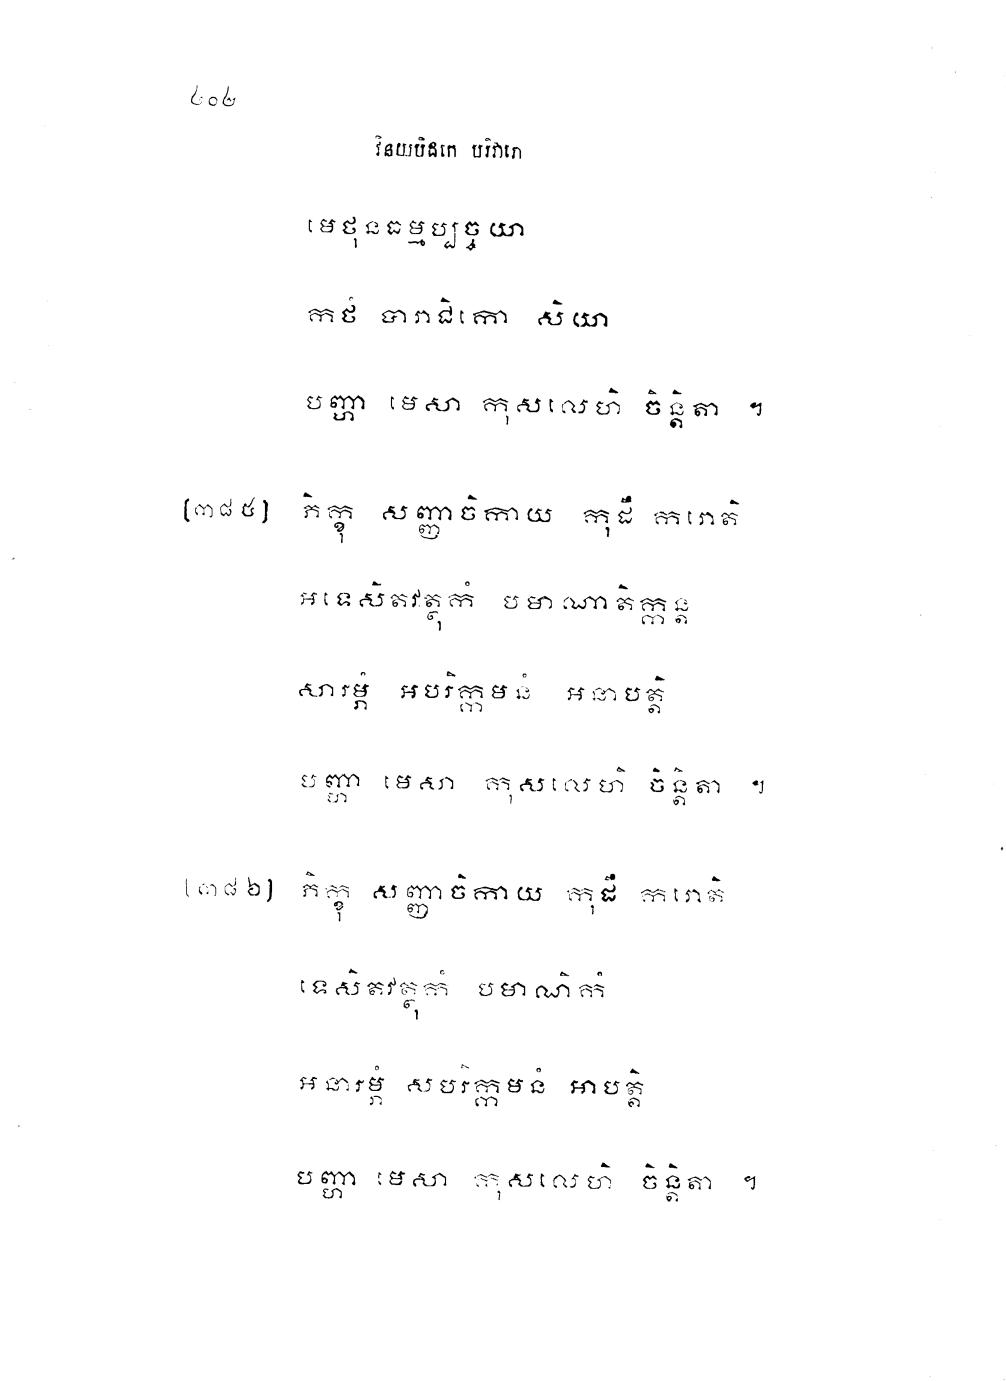 ៤០២
វិនយបិដកេ បរិវារោ
មេថុនធម្មប្បច្ចយា
កថំ បារាជិកោ សិយា
បញ្ហា មេសា កុសលេហិ ចិន្តិតា ។
[៣៨៥] ភិក្ខុ សញ្ញាចិកាយ កុដឹ ករោតិ
អទេសិតវត្ថុកំ បមាណាតិក្កន្តំ
សារម្ភំ អបរិក្កមនំ អនាបត្តិ
បញ្ហា មេសា កុសលេហិ ចិន្តិតា ។
[៣៨៦] ភិក្ខុ សញ្ញាចិកាយ កុដឹ ករោតិ
ទេសិតវត្ថុកំ បមាណិកំ
អនារម្ភំ សបរិក្កមនំ អាបត្តិ
បញ្ហា មេសា កុសលេហិ ចិន្តិតា ។